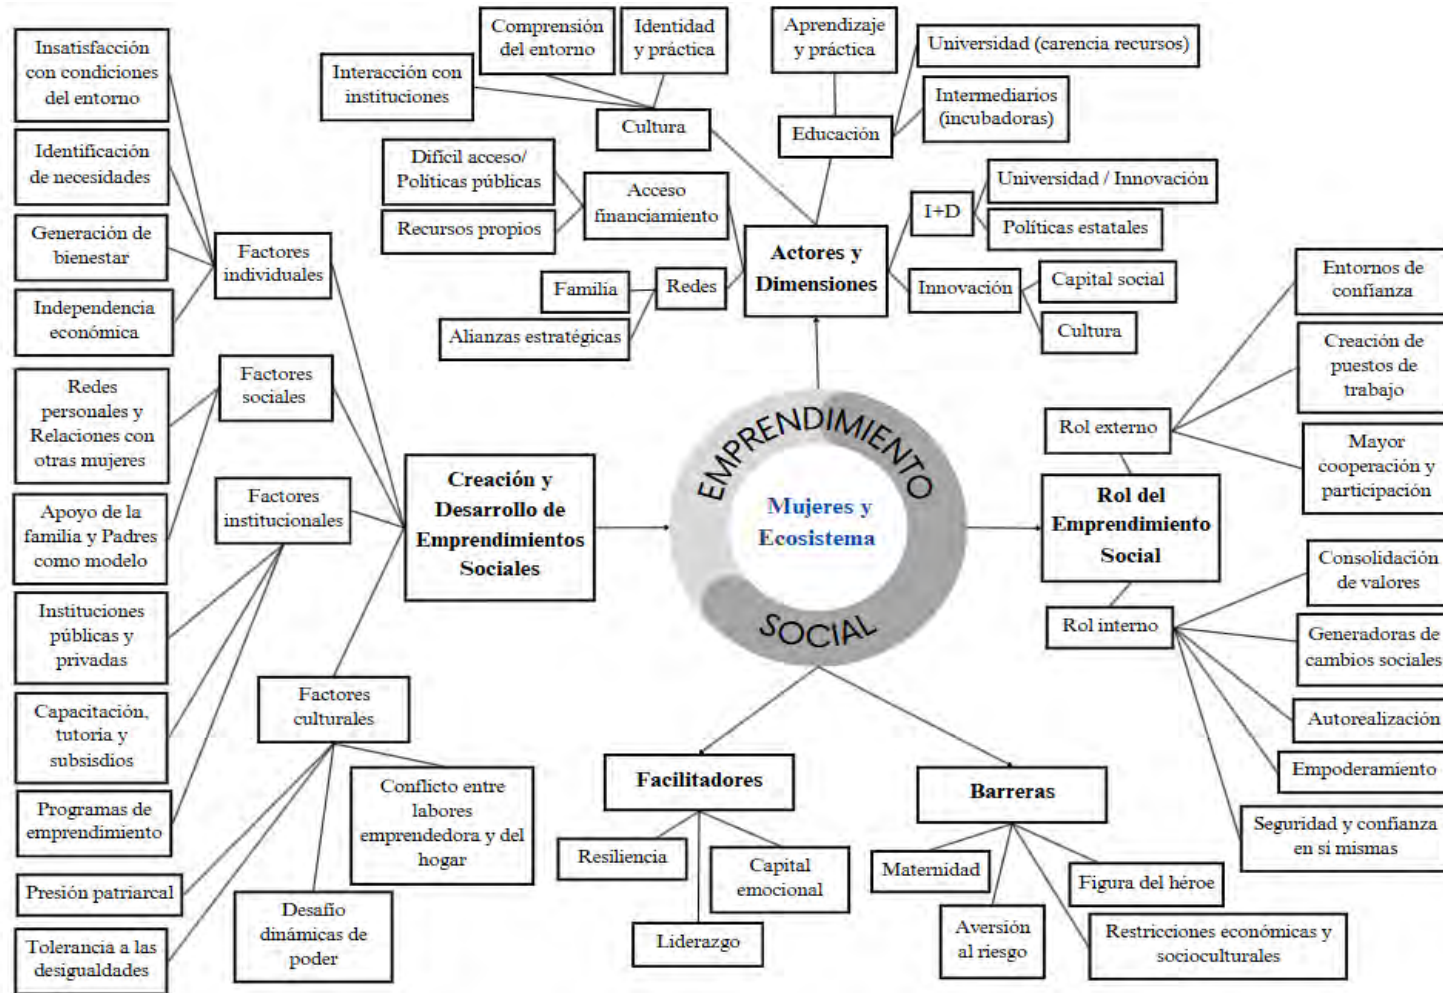 Insatisfacción
con condiciones
del entorno
Identificación
de necesidades
Generación de
bienestar
Independencia
económica
Factores
individuales
Redes
personales y
Relaciones con
otras mujeres
Apoyo de la
familia y Padres
como modelo
Factores
sociales
Instituciones
públicas y
privadas
Capacitación,
tutoría y
subsisdios
Programas de
emprendimiento
Factores
institucionales
Presión patriarcal
Tolerancia a las
desigualdades
Desafío
dinámicas de
poder
Conflicto entre
labores
emprendedora y del
hogar
Factores
culturales
Creación y
Desarrollo de
Emprendimientos
Sociales
Interacción con
instituciones
Comprensión
del entorno
Identidad
y práctica
Cultura
Aprendizaje
y práctica
Universidad (carencia recursos)
Intermediarios
(incubadoras)
Educación
Difícil acceso/
Políticas públicas
Recursos propios
Acceso
financiamiento
Familia
Alianzas estratégicas
Redes
Actores y
Dimensiones
I+D
Universidad / Innovación
Políticas estatales
Innovación
Capital social
Cultura
EMPRENDIMIENTO
SOCIAL
Mujeres y
Ecosistema
Rol del
Emprendimiento
Social
Rol externo
Entornos de
confianza
Creación de
puestos de
trabajo
Mayor
cooperación y
participación
Rol interno
Consolidación
de valores
Generadoras de
cambios sociales
Autorealización
Empoderamiento
Seguridad y confianza
en sí mismas
Facilitadores
Resiliencia
Liderazgo
Capital
emocional
Barreras
Maternidad
Aversión
al riesgo
Restricciones económicas y
socioculturales
Figura del héroe